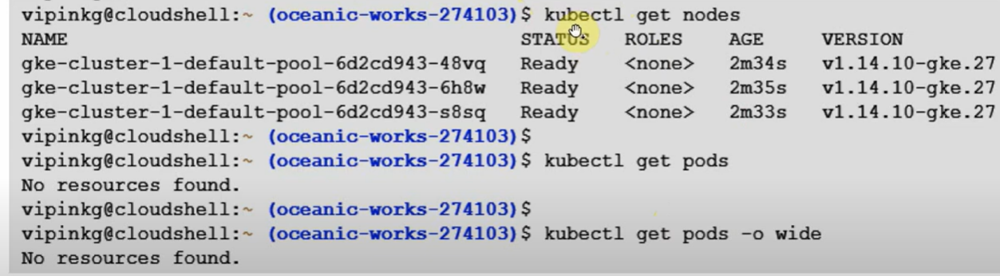 vipinkg@cloudshell:~ (oceanic-works-274103)$ kubectl get nodes
NAME STATUS ROLES AGE VERSION
gke-cluster-1-default-pool-6d2cd943-48vq Ready <none> 2m34s v1.14.10-gke.27
gke-cluster-1-default-pool-6d2cd943-6h8w Ready <none> 2m35s v1.14.10-gke.27
gke-cluster-1-default-pool-6d2cd943-s8sq Ready <none> 2m33s v1.14.10-gke.27
vipinkg@cloudshell:~ (oceanic-works-274103)$
vipinkg@cloudshell:~ (oceanic-works-274103)$ kubectl get pods
No resources found.
vipinkg@cloudshell:~ (oceanic-works-274103)$
vipinkg@cloudshell:~ (oceanic-works-274103)$ kubectl get pods -o wide
No resources found.